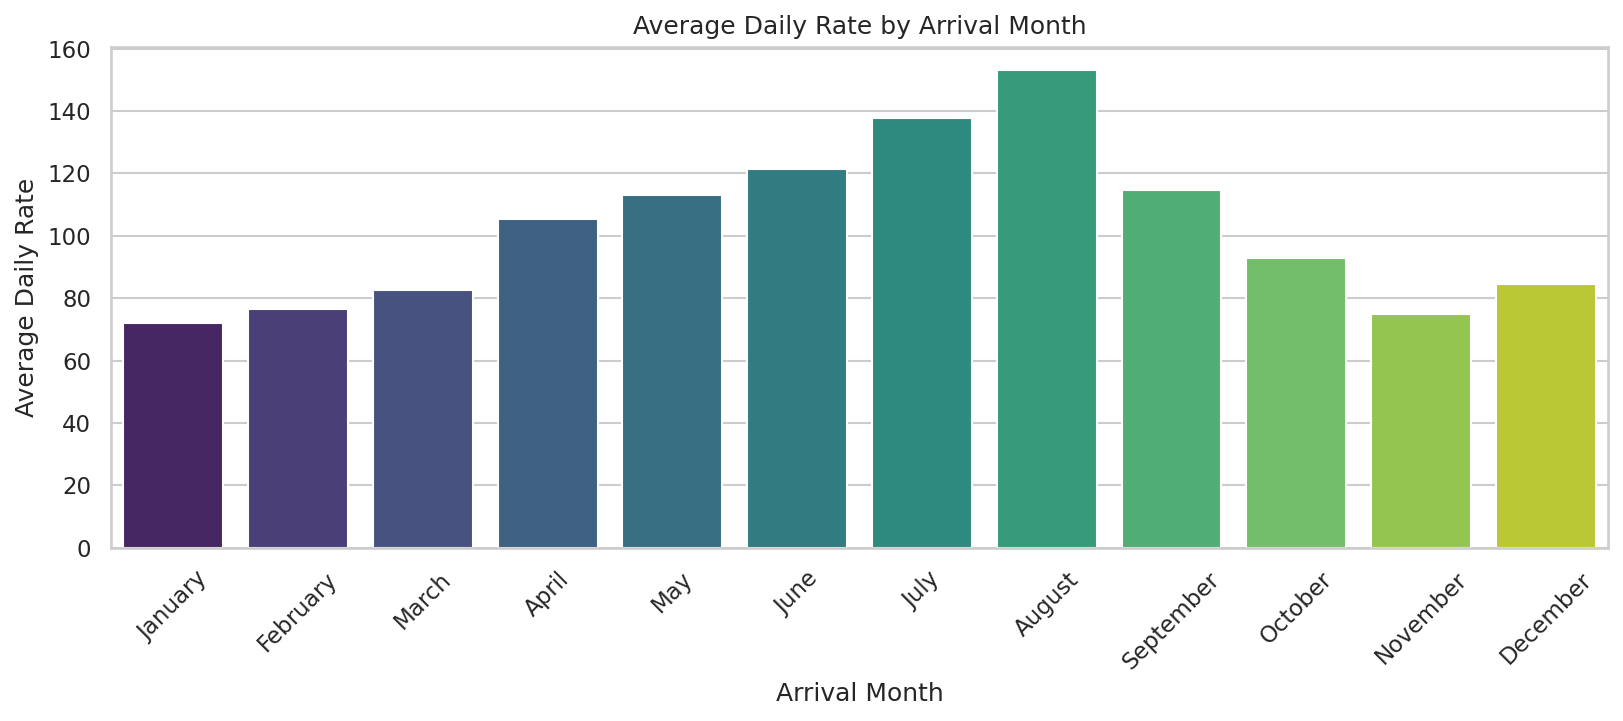 Average Daily Rate by Arrival Month
160
140
120
100
80
60
40
20
0
Average Daily Rate
January
February
March
April
May
June
July
August
September
October
November
December
Arrival Month